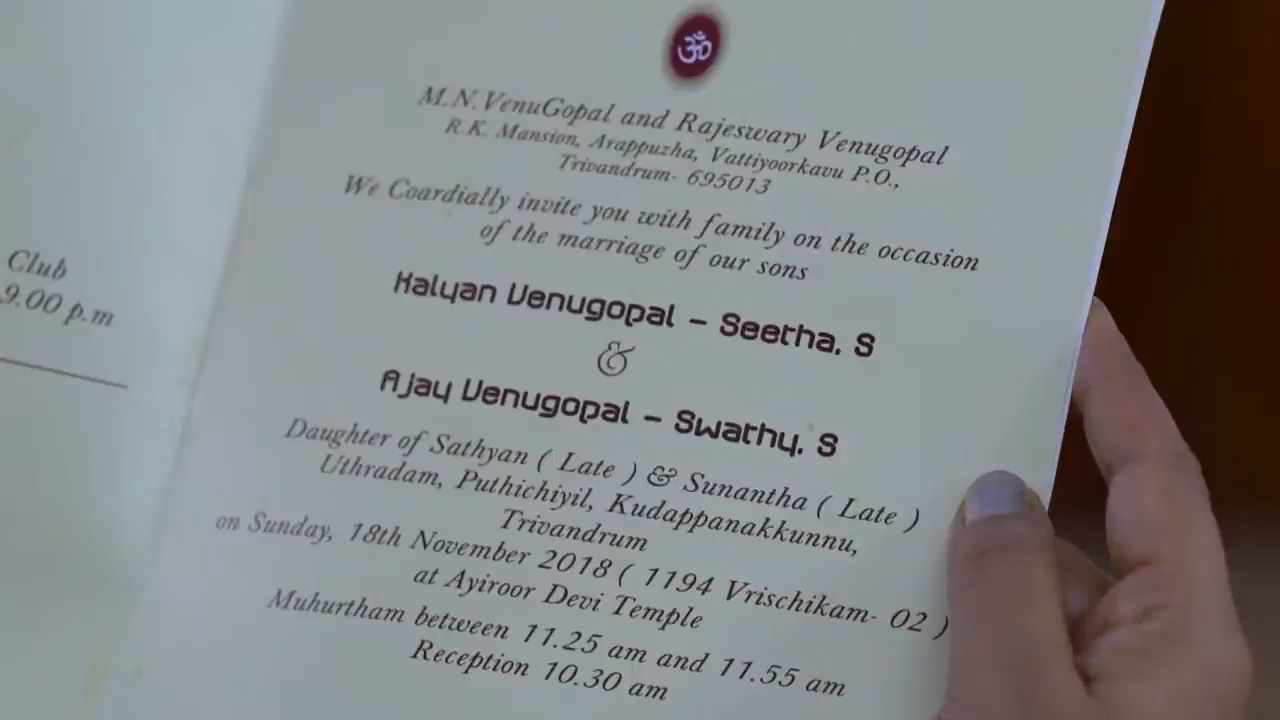 ॐ
M.N.VenuGopal and Rajeswary Venugopal
R.K. Mansion, Arappuzha, Vattiyoorkavu P.O.,
Trivandrum- 695013
We Coardially invite you with family on the occasion
of the marriage of our sons
Kalyan Venugopal – Seetha. S
&
Ajay Venugopal – Swathy. S
Daughter of Sathyan ( Late ) & Sunantha ( Late )
Uthradam, Puthichiyil, Kudappanakkunnu,
Trivandrum
on Sunday, 18th November 2018 ( 1194 Vrischikam- 02 )
at Ayiroor Devi Temple
Muhurtham between 11.25 am and 11.55 am
Reception 10.30 am
Club
9.00 p.m